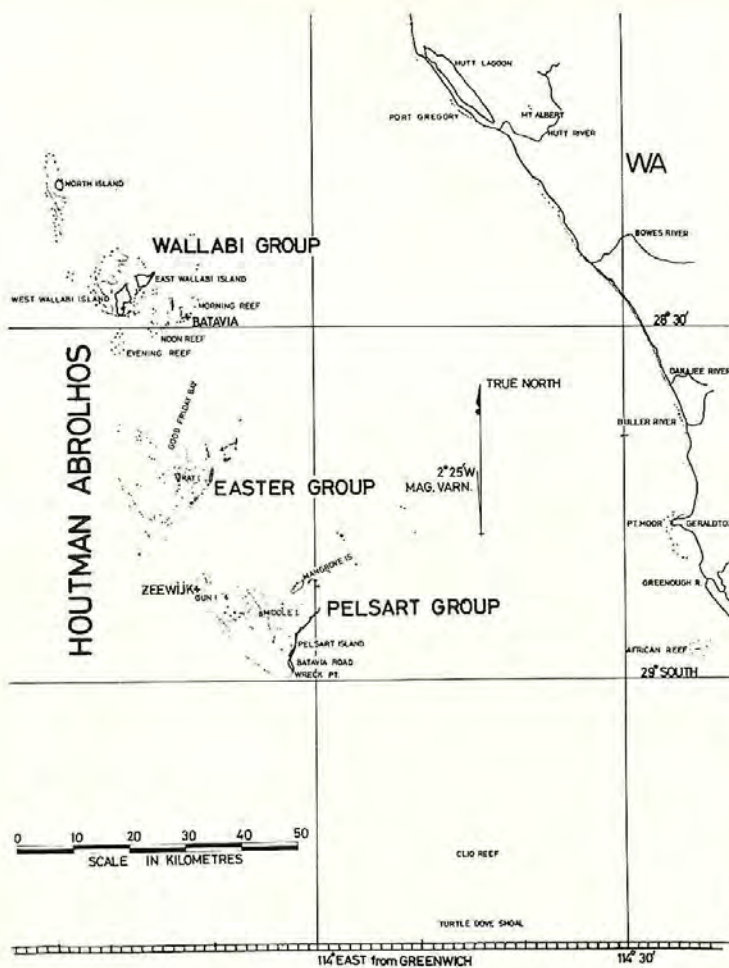 HUTT LAGOON
PORT GREGORY
MT ALBERT
HUTT RIVER
WA
NORTH ISLAND
BOWES RIVER
WALLABI GROUP
EAST WALLABI ISLAND
WEST WALLABI ISLAND
MORNING REEF
BATAVIA
28° 30'
NOON REEF
EVENING REEF
HOUTMAN ABROLHOS
TRUE NORTH
GOOD FRIDAY BAY
BULLER RIVER
2° 25'W
MAG. VARN.
RAT I
EASTER GROUP
PT. MOOR
GERALDTO
MANGROVE IS.
ZEEWIJK
GUN I
MIDDLE I.
GREENOUGH R.
PELSART GROUP
PELSART ISLAND
BATAVIA ROAD
WRECK PT.
AFRICAN REEF
29° SOUTH
0 10 20 30 40 50
SCALE IN KILOMETRES
CLIO REEF
TURTLE DOVE SHOAL
114° EAST from GREENWICH
114° 30'